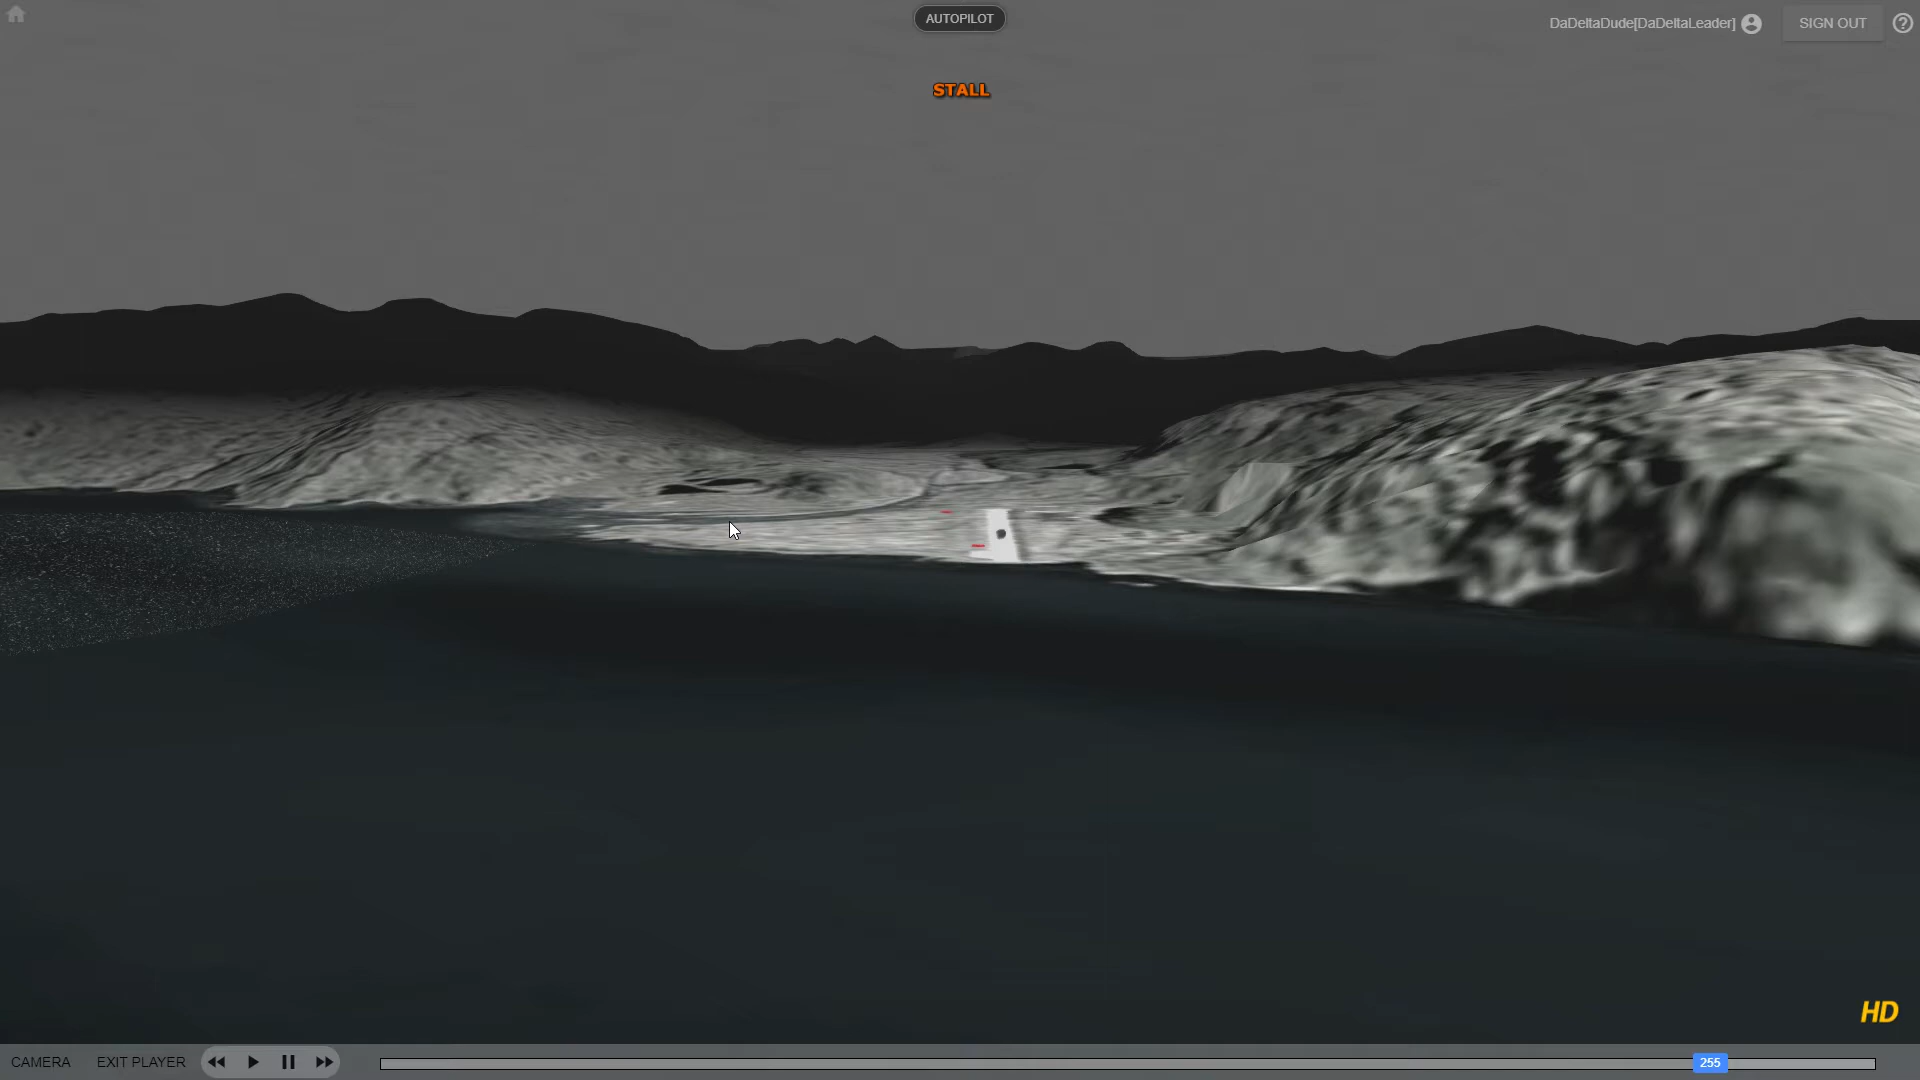 AUTOPILOT
DaDeltaDude[DaDeltaLeader]
SIGN OUT
STALL
HD
CAMERA
EXIT PLAYER
255